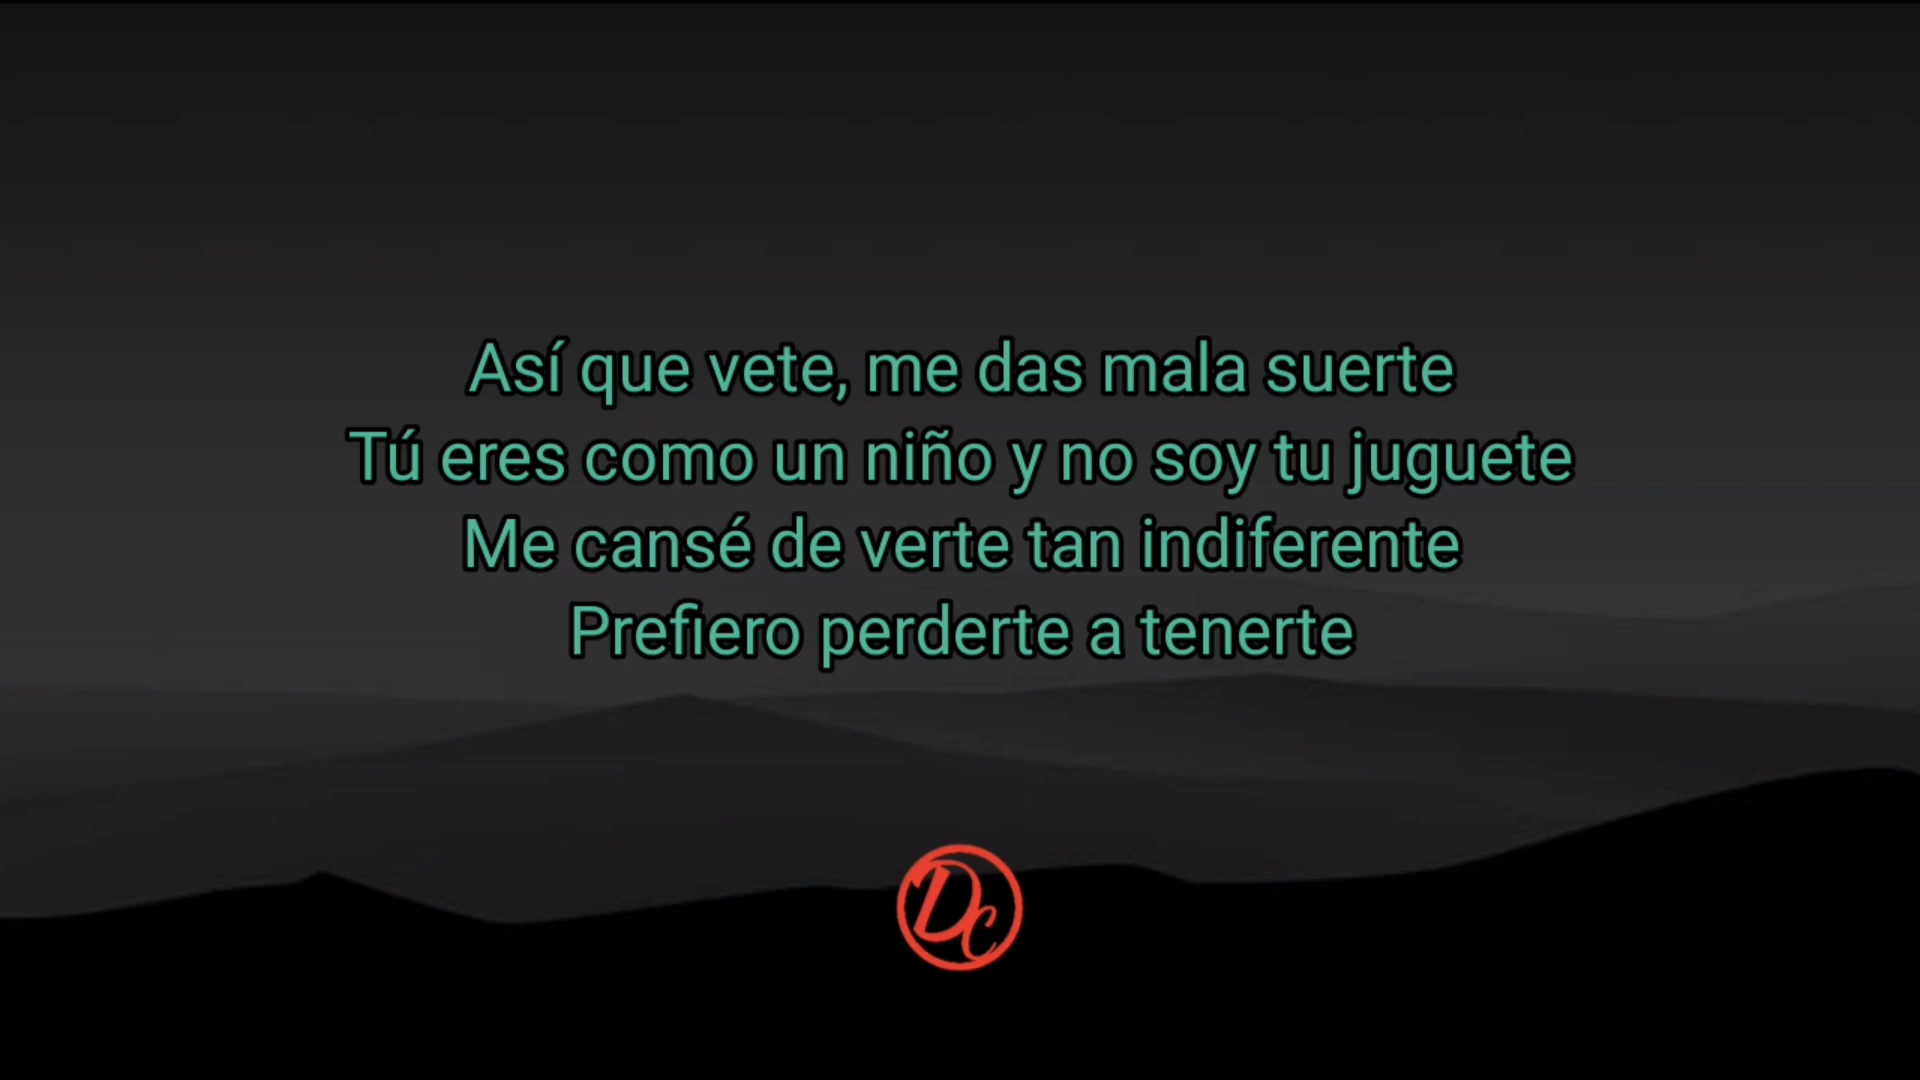 Así que vete, me das mala suerte
Tú eres como un niño y no soy tu juguete
Me cansé de verte tan indiferente
Prefiero perderte a tenerte
DC